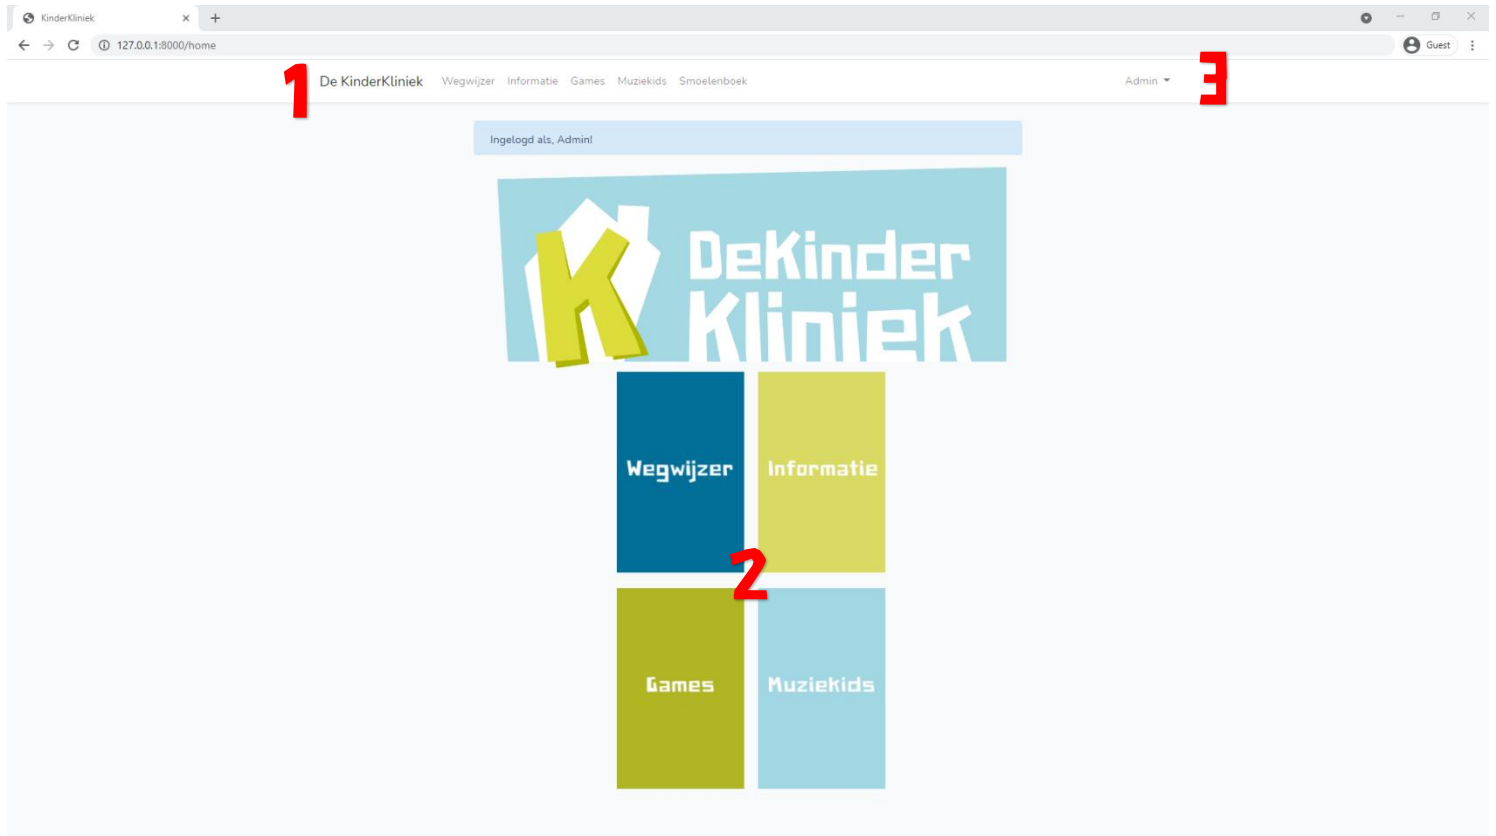 KinderKliniek
127.0.0.1:8000/home
Guest
1
De KinderKliniek Wegwijzer Informatie Games Muziekids Smoelenboek
Admin
3
Ingelogd als, Admin!
DeKinder
Kliniek
K
Wegwijzer Informatie
2
Games Muziekids